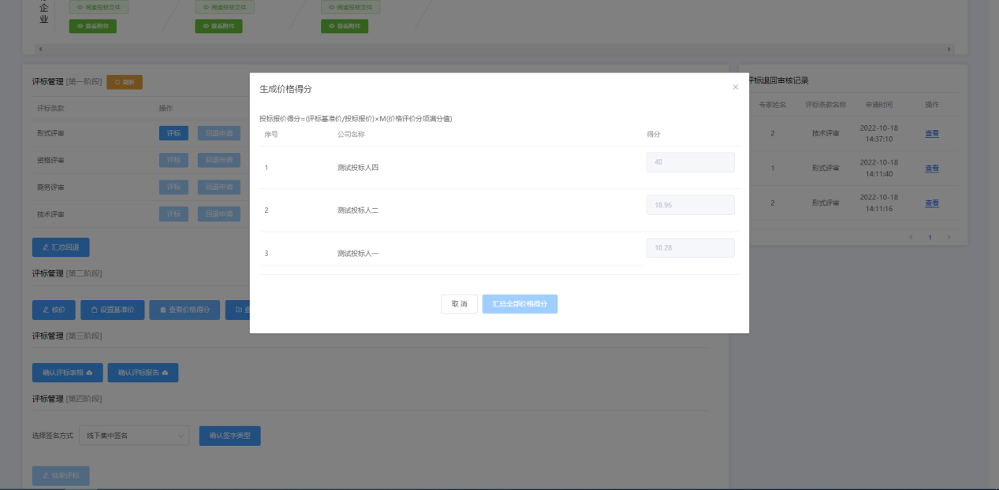 企
业
阅读投标文件 阅读投标文件 阅读投标文件
查看附件 查看附件 查看附件
评标管理 [第一阶段] 刷新
评标条款 操作
形式评审 评标 回退申请
资格评审 评标 回退申请
商务评审 评标 回退申请
技术评审 评标 回退申请
汇总回退
评标管理 [第二阶段]
核价 设置基准价 查看价格得分
评标管理 [第三阶段]
确认评标表格 确认评标报告
评标管理 [第四阶段]
选择签名方式 线下集中签名 确认签字类型
结束评标
生成价格得分 ×
投标报价得分=(评标基准价/投标报价)×M(价格评价分项满分值)
序号 公司名称 得分
1 测试投标人四 40
2 测试投标人二 18.95
3 测试投标人一 10.28
取消 汇总全部价格得分
评标退回审核记录
专家姓名 评标条款名称 申请时间 操作
2 技术评审 2022-10-18 14:37:10 查看
1 形式评审 2022-10-18 14:11:40 查看
2 形式评审 2022-10-18 14:11:16 查看
1